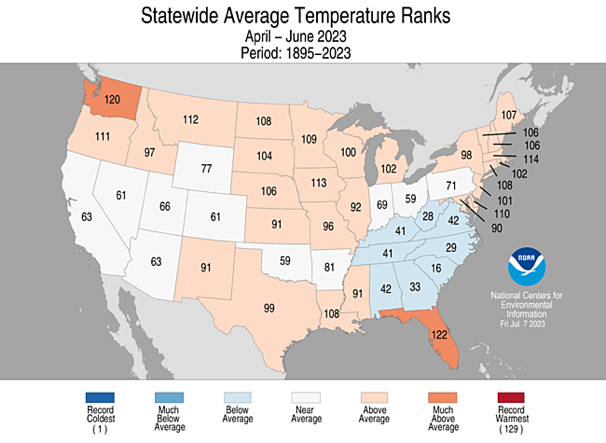 Statewide Average Temperature Ranks
April – June 2023
Period: 1895–2023
120
112
108
109
107
106
106
114
102
108
101
110
90
111
97
77
104
100
102
98
106
113
92
69
59
71
63
61
66
61
91
96
41
28
42
63
91
59
81
41
29
16
99
108
91
42
33
122
NOAA
National Centers for
Environmental
Information
Fri Jul 7 2023
Record
Coldest
(1)
Much
Below
Average
Below
Average
Near
Average
Above
Average
Much
Above
Average
Record
Warmest
(129)